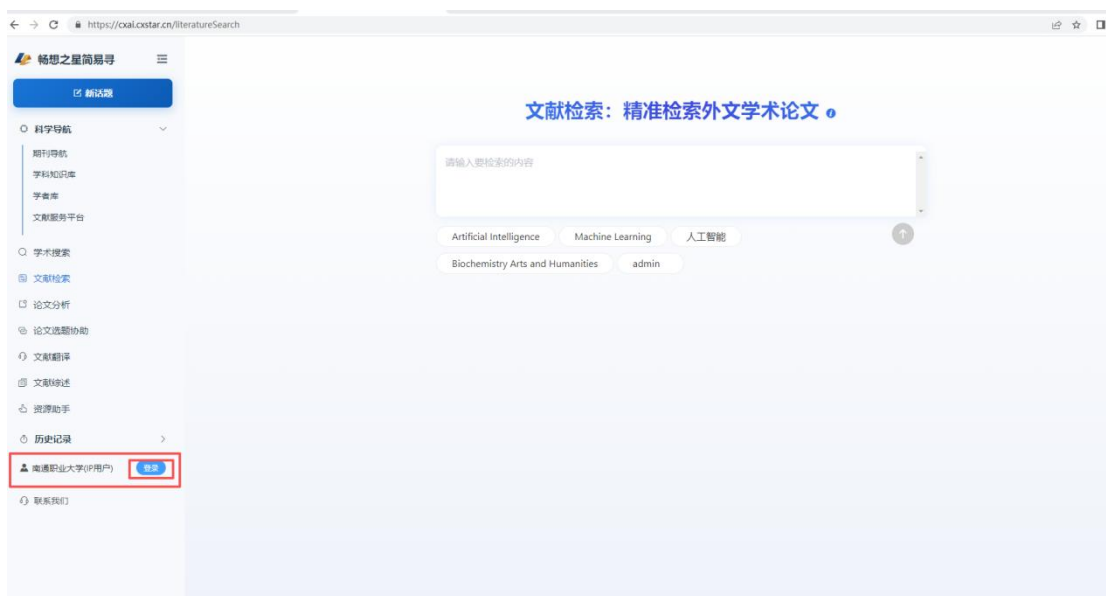 https://cxai.cxstar.cn/literatureSearch
畅想之星简易寻
新话题
科学导航
期刊导航
学科知识库
学者库
文献服务平台
学术搜索
文献检索
论文分析
论文选题协助
文献翻译
文献综述
资源助手
历史记录
南通职业大学(IP用户) 登录
联系我们
文献检索：精准检索外文学术论文
请输入要检索的内容
Artificial Intelligence Machine Learning 人工智能
Biochemistry Arts and Humanities admin